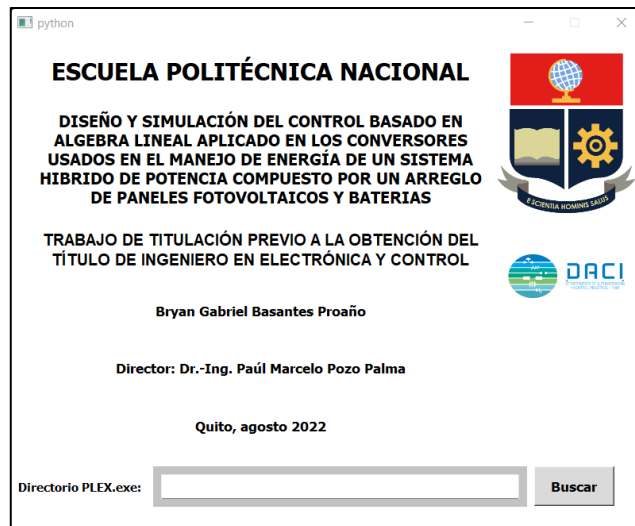 python
ESCUELA POLITÉCNICA NACIONAL
DISEÑO Y SIMULACIÓN DEL CONTROL BASADO EN
ALGEBRA LINEAL APLICADO EN LOS CONVERSORES
USADOS EN EL MANEJO DE ENERGÍA DE UN SISTEMA
HIBRIDO DE POTENCIA COMPUESTO POR UN ARREGLO
DE PANELES FOTOVOLTAICOS Y BATERIAS
E SCIENTIA HOMINIS SALUS
TRABAJO DE TITULACIÓN PREVIO A LA OBTENCIÓN DEL
TÍTULO DE INGENIERO EN ELECTRÓNICA Y CONTROL
DACI
Bryan Gabriel Basantes Proaño
Director: Dr.-Ing. Paúl Marcelo Pozo Palma
Quito, agosto 2022
Directorio PLEX.exe:
Buscar